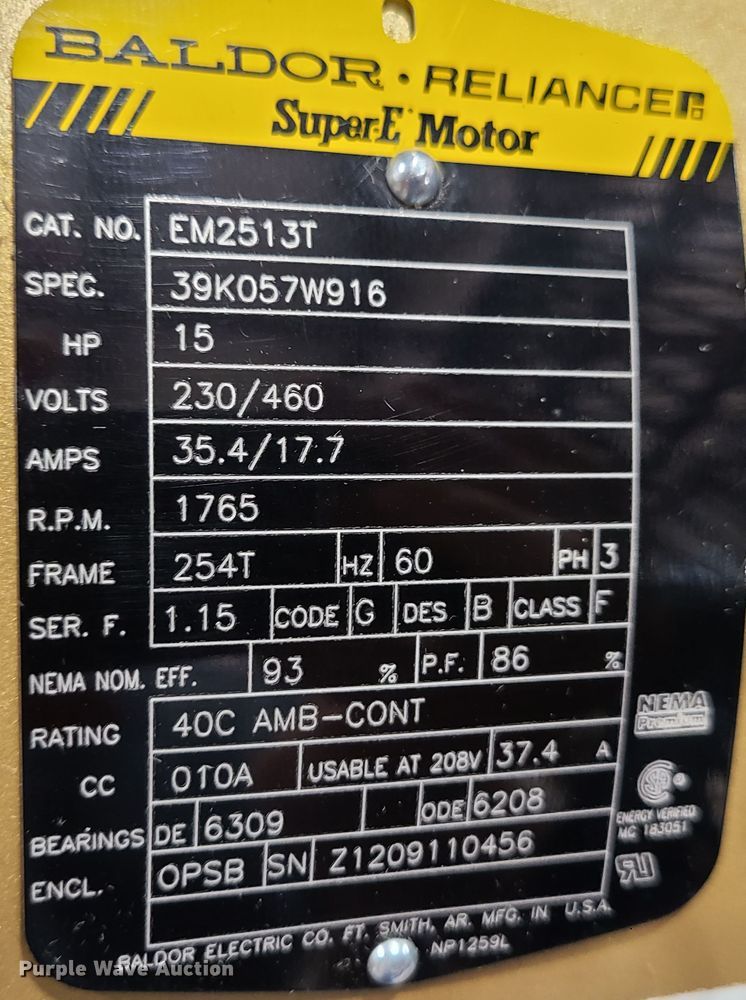 BALDOR • RELIANCER
Super-E Motor
CAT. NO. EM2513T
SPEC. 39K057W916
HP 15
VOLTS 230/460
AMPS 35.4/17.7
R.P.M. 1765
FRAME 254T HZ 60 PH 3
SER. F. 1.15 CODE G DES B CLASS F
NEMA NOM. EFF. 93 % P.F. 86 %
RATING 40C AMB-CONT
NEMA
Premium
CC 010A USABLE AT 208V 37.4 A
BEARINGS DE 6309 ODE 6208
ENERGY VERIFIED
MC 183051
ENCL. OPSB SN Z1209110456
BALDOR ELECTRIC CO. FT. SMITH, AR. MFG. IN U.S.A.
NP1259L
Purple Wave Auction